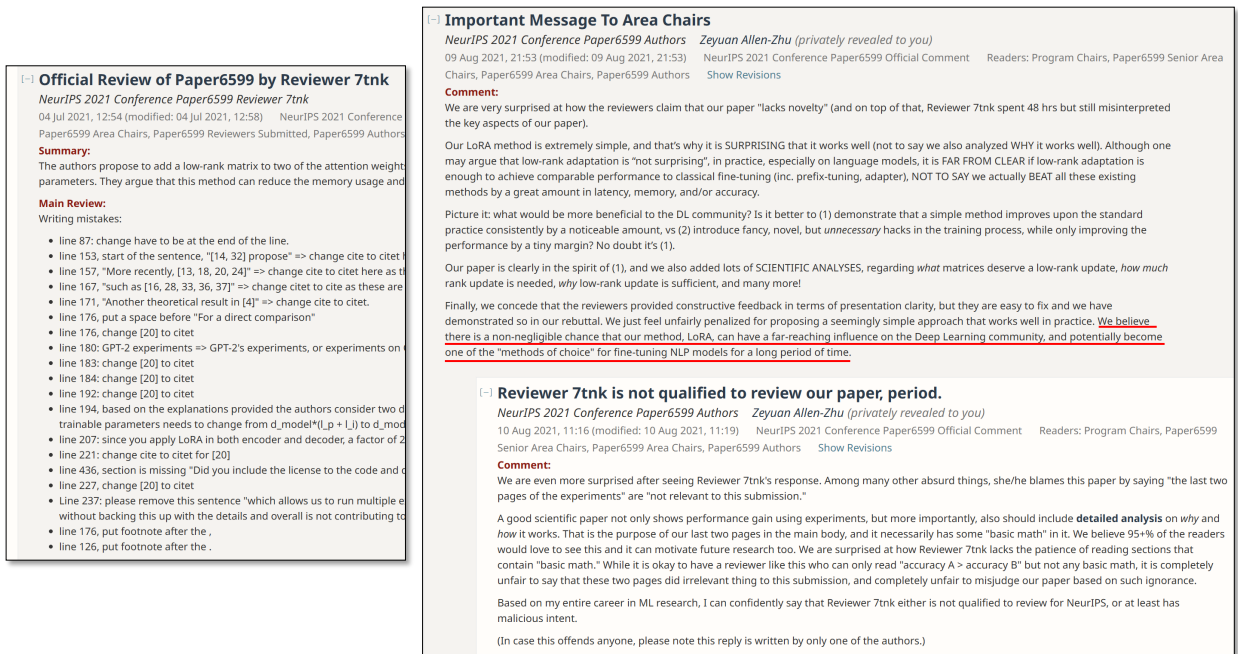 [-] Official Review of Paper6599 by Reviewer 7tnk
NeurIPS 2021 Conference Paper6599 Reviewer 7tnk
04 Jul 2021, 12:54 (modified: 04 Jul 2021, 12:58) NeurIPS 2021 Conference
Paper6599 Area Chairs, Paper6599 Reviewers Submitted, Paper6599 Authors
Summary:
The authors propose to add a low-rank matrix to two of the attention weight
parameters. They argue that this method can reduce the memory usage and
Main Review:
Writing mistakes:
• line 87: change have to be at the end of the line.
• line 153, start of the sentence, "[14, 32] propose" => change cite to citet
• line 157, "More recently, [13, 18, 20, 24]" => change cite to citet here as
• line 167, "such as [16, 28, 33, 36, 37]" => change citet to cite as these are
• line 171, "Another theoretical result in [4]" => change cite to citet.
• line 176, put a space before "For a direct comparison"
• line 176, change [20] to citet
• line 180: GPT-2 experiments => GPT-2's experiments, or experiments on
• line 183: change [20] to citet
• line 184: change [20] to citet
• line 192: change [20] to citet
• line 194, based on the explanations provided the authors consider two
trainable parameters needs to change from d_model*(l_p + l_i) to d_mod
• line 207: since you apply LoRA in both encoder and decoder, a factor of 2
• line 221: change cite to citet for [20]
• line 436, section is missing "Did you include the license to the code and
• line 227, change [20] to citet
• Line 237: please remove this sentence "which allows us to run multiple
without backing this up with the details and overall is not contributing to
• line 176, put footnote after the ,
• line 126, put footnote after the .
[-] Important Message To Area Chairs
NeurIPS 2021 Conference Paper6599 Authors Zeyuan Allen-Zhu (privately revealed to you)
09 Aug 2021, 21:53 (modified: 09 Aug 2021, 21:53) NeurIPS 2021 Conference Paper6599 Official Comment Readers: Program Chairs, Paper6599 Senior Area
Chairs, Paper6599 Area Chairs, Paper6599 Authors Show Revisions
Comment:
We are very surprised at how the reviewers claim that our paper "lacks novelty" (and on top of that, Reviewer 7tnk spent 48 hrs but still misinterpreted
the key aspects of our paper).
Our LoRA method is extremely simple, and that's why it is SURPRISING that it works well (not to say we also analyzed WHY it works well). Although one
may argue that low-rank adaptation is “not surprising”, in practice, especially on language models, it is FAR FROM CLEAR if low-rank adaptation is
enough to achieve comparable performance to classical fine-tuning (inc. prefix-tuning, adapter), NOT TO SAY we actually BEAT all these existing
methods by a great amount in latency, memory, and/or accuracy.
Picture it: what would be more beneficial to the DL community? Is it better to (1) demonstrate that a simple method improves upon the standard
practice consistently by a noticeable amount, vs (2) introduce fancy, novel, but unnecessary hacks in the training process, while only improving the
performance by a tiny margin? No doubt it's (1).
Our paper is clearly in the spirit of (1), and we also added lots of SCIENTIFIC ANALYSES, regarding what matrices deserve a low-rank update, how much
rank update is needed, why low-rank update is sufficient, and many more!
Finally, we concede that the reviewers provided constructive feedback in terms of presentation clarity, but they are easy to fix and we have
demonstrated so in our rebuttal. We just feel unfairly penalized for proposing a seemingly simple approach that works well in practice. We believe
there is a non-negligible chance that our method, LoRA, can have a far-reaching influence on the Deep Learning community, and potentially become
one of the "methods of choice" for fine-tuning NLP models for a long period of time.
[-] Reviewer 7tnk is not qualified to review our paper, period.
NeurIPS 2021 Conference Paper6599 Authors Zeyuan Allen-Zhu (privately revealed to you)
10 Aug 2021, 11:16 (modified: 10 Aug 2021, 11:19) NeurIPS 2021 Conference Paper6599 Official Comment Readers: Program Chairs, Paper6599
Senior Area Chairs, Paper6599 Area Chairs, Paper6599 Authors Show Revisions
Comment:
We are even more surprised after seeing Reviewer 7tnk's response. Among many other absurd things, she/he blames this paper by saying "the last two
pages of the experiments" are "not relevant to this submission."
A good scientific paper not only shows performance gain using experiments, but more importantly, also should include detailed analysis on why and
how it works. That is the purpose of our last two pages in the main body, and it necessarily has some "basic math" in it. We believe 95+% of the readers
would love to see this and it can motivate future research too. We are surprised at how Reviewer 7tnk lacks the patience of reading sections that
contain "basic math." While it is okay to have a reviewer like this who can only read "accuracy A > accuracy B" but not any basic math, it is completely
unfair to say that these two pages did irrelevant thing to this submission, and completely unfair to misjudge our paper based on such ignorance.
Based on my entire career in ML research, I can confidently say that Reviewer 7tnk either is not qualified to review for NeurIPS, or at least has
malicious intent.
(In case this offends anyone, please note this reply is written by only one of the authors.)